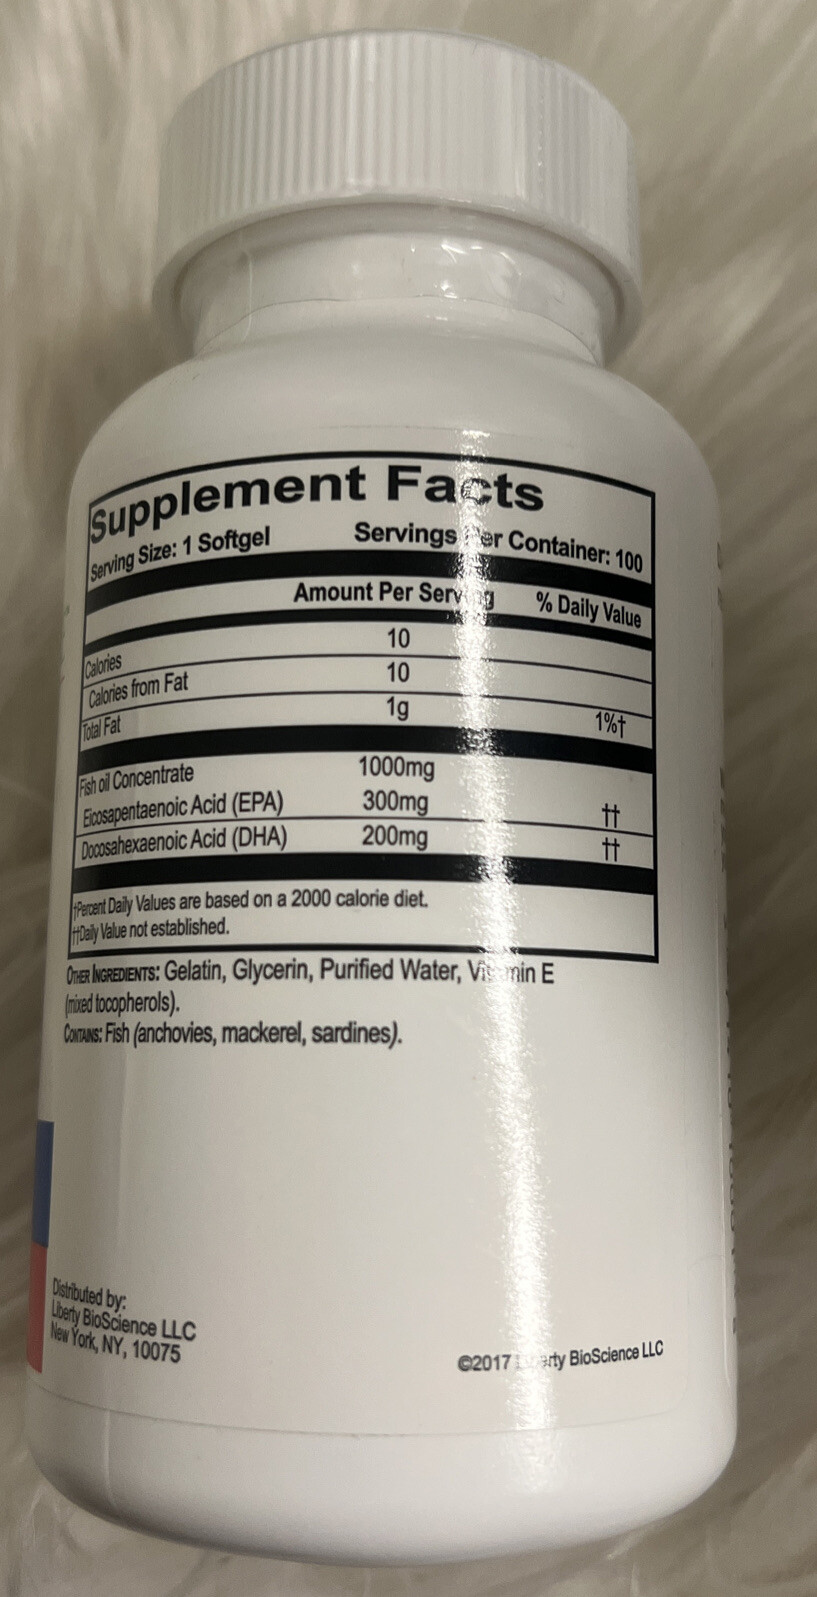 Supplement Facts
Serving Size: 1 Softgel Servings Per Container: 100
Amount Per Serving % Daily Value
Calories 10
Calories from Fat 10
Total Fat 1g 1%†
Fish oil Concentrate 1000mg
Eicosapentaenoic Acid (EPA) 300mg ††
Docosahexaenoic Acid (DHA) 200mg ††
†Percent Daily Values are based on a 2000 calorie diet.
††Daily Value not established.
OTHER INGREDIENTS: Gelatin, Glycerin, Purified Water, Vitamin E
(mixed tocopherols).
CONTAINS: Fish (anchovies, mackerel, sardines).
Distributed by:
Liberty BioScience LLC
New York, NY, 10075
©2017 Liberty BioScience LLC